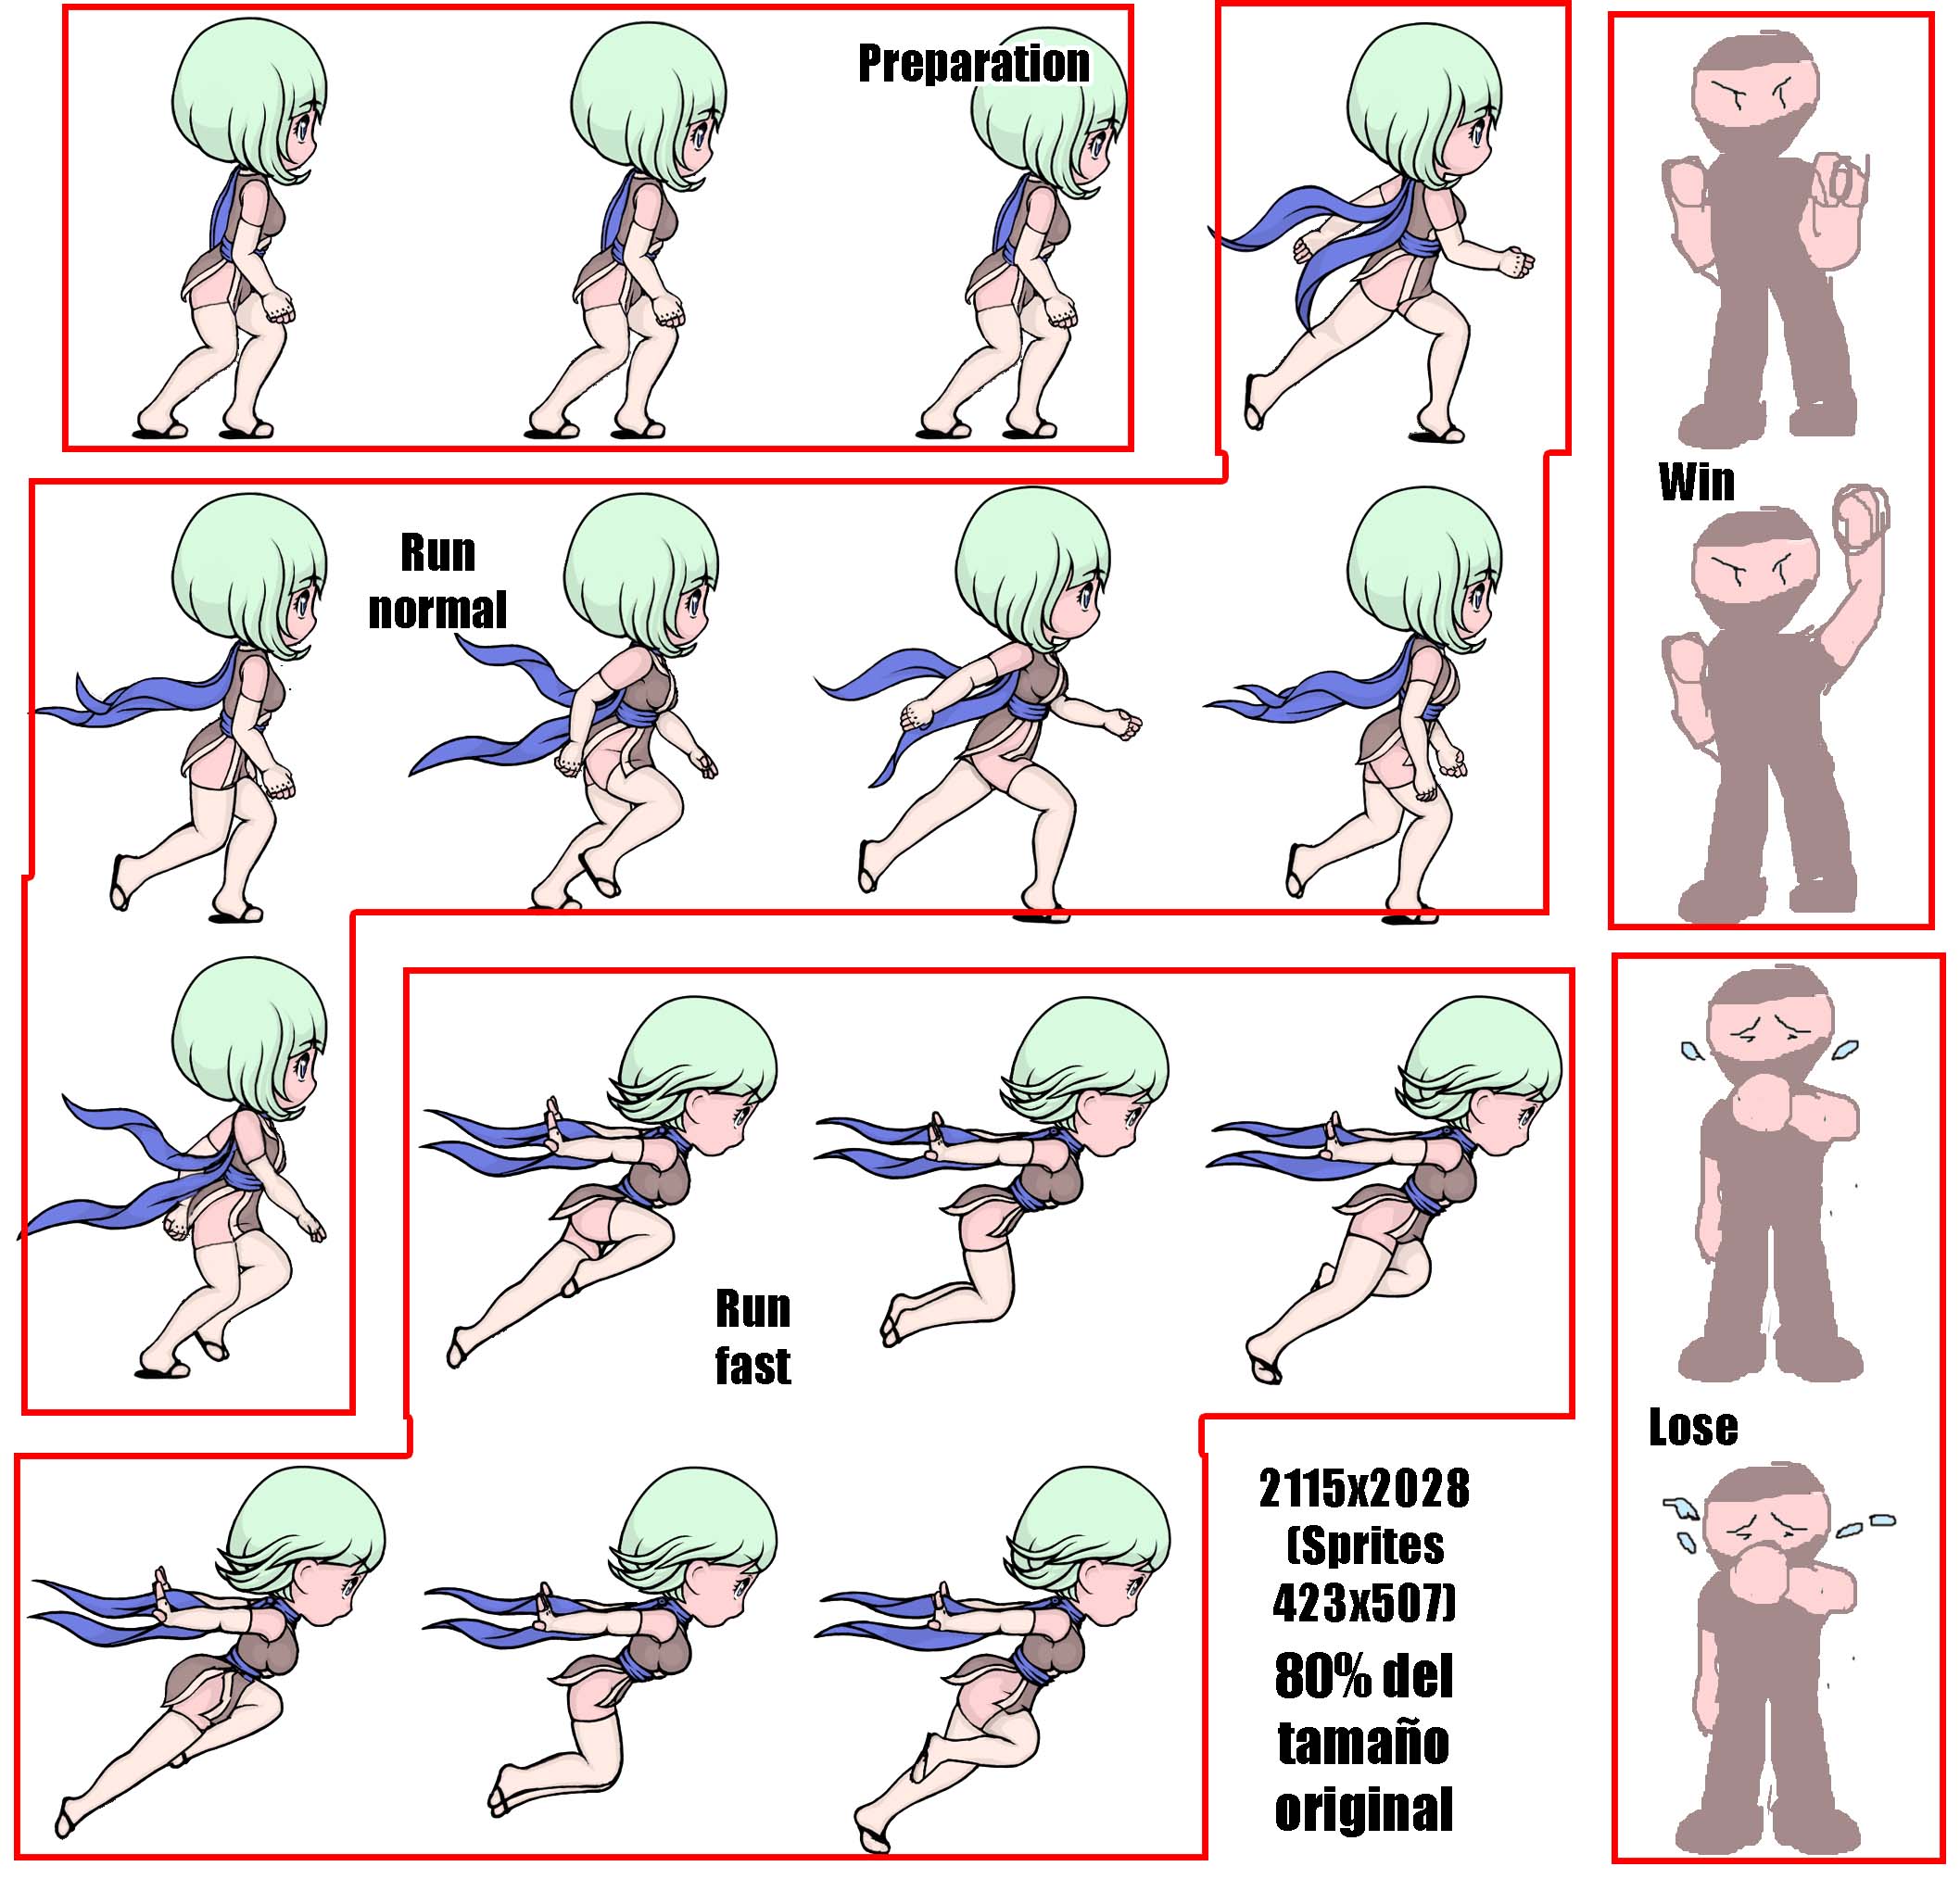 Preparation
Win
Run
normal
Run
fast
Lose
2115x2028
(Sprites
423x507)
80% del
tamaño
original